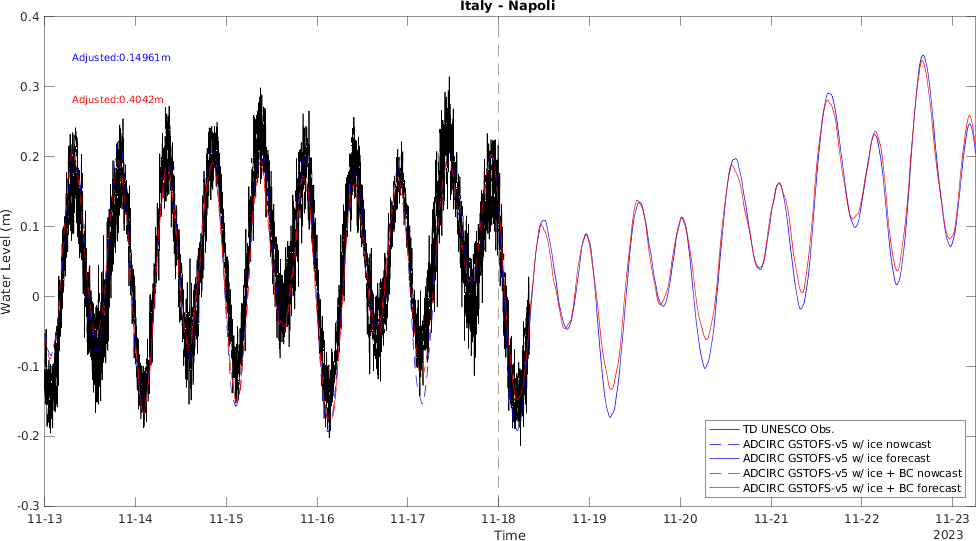 Italy - Napoli
0.4
Adjusted:0.14961m
0.3
Adjusted:0.4042m
0.2
0.1
Water Level (m)
0
-0.1
-0.2
-0.3
TD UNESCO Obs.
ADCIRC GSTOFS-v5 w/ ice nowcast
ADCIRC GSTOFS-v5 w/ ice forecast
ADCIRC GSTOFS-v5 w/ ice + BC nowcast
ADCIRC GSTOFS-v5 w/ ice + BC forecast
11-13 11-14 11-15 11-16 11-17 11-18 11-19 11-20 11-21 11-22 11-23
Time 2023